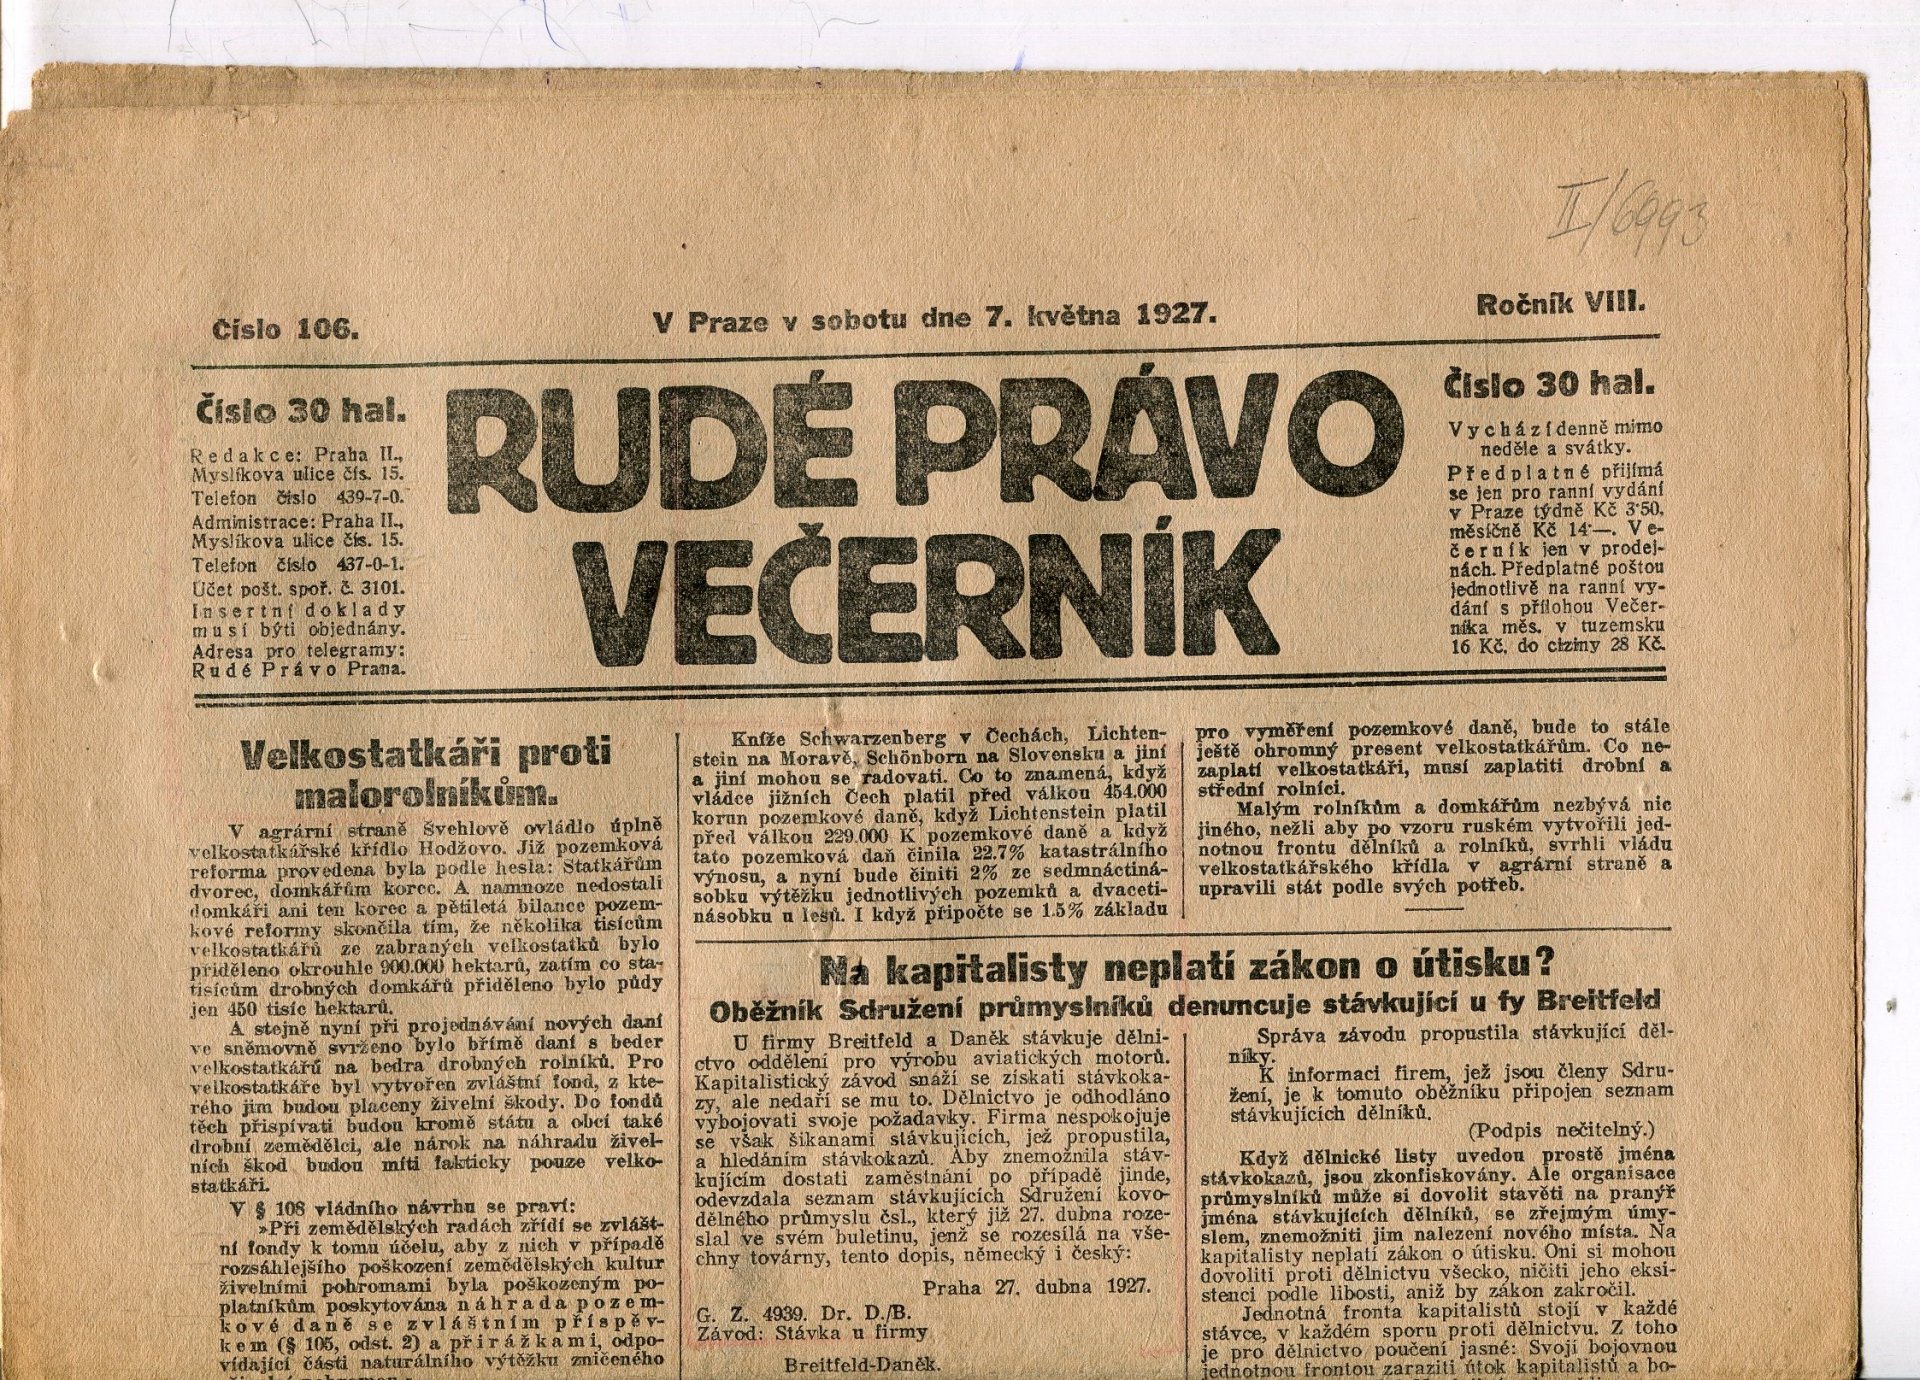 II/6993
Číslo 106.
V Praze v sobotu dne 7. května 1927.
Ročník VIII.
Číslo 30 hal.
Redakce: Praha II.,
Myslíkova ulice čís. 15.
Telefon číslo 439-7-0.
Administrace: Praha II.,
Myslíkova ulice čís. 15.
Telefon číslo 437-0-1.
Účet pošt. spoř. č. 3101.
Insertní doklady
musí býti objednány.
Adresa pro telegramy:
Rudé Právo Praha.
RUDÉ PRÁVO
VEČERNÍK
Číslo 30 hal.
Vychází denně mimo
neděle a svátky.
Předplatné přijímá
se jen pro ranní vydání
v Praze týdně Kč 3·50,
měsíčně Kč 14·—. Ve-
černík jen v prodej-
nách. Předplatné poštou
jednotlivě na ranní vy-
dání s přílohou Večer-
níka měs. v tuzemsku
16 Kč, do ciziny 28 Kč.
Velkostatkáři proti
malorolníkům.
V agrární straně Švehlově ovládlo úplně
velkostatkářské křídlo Hodžovo. Již pozemková
reforma provedena byla podle hesla: Statkářům
dvorec, domkářům korec. A namnoze nedostali
domkáři ani ten korec a pětiletá bilance pozem-
kové reformy skončila tím, že několika tisícům
velkostatkářů ze zabraných velkostatků bylo
přiděleno okrouhle 900.000 hektarů, zatím co sta-
tisícům drobných domkářů přiděleno bylo půdy
jen 450 tisíc hektarů.
A stejně nyní při projednávání nových daní
ve sněmovně svrženo bylo břímě daní s beder
velkostatkářů na bedra drobných rolníků. Pro
velkostatkáře byl vytvořen zvláštní fond, z kte-
rého jim budou placeny živelní škody. Do fondů
těch přispívati budou kromě státu a obcí také
drobní zemědělci, ale nárok na náhradu živel-
ních škod budou míti fakticky pouze velko-
statkáři.
V § 108 vládního návrhu se praví:
»Při zemědělských radách zřídí se zvlášt-
ní fondy k tomu účelu, aby z nich v případě
rozsáhlejšího poškození zemědělských kultur
živelními pohromami byla poškozeným po-
platníkům poskytována náhrada pozem-
kové daně se zvláštním příspěv-
kem (§ 105, odst. 2) a přirážkami, odpo-
vídající části naturálního výtěžku zničeného
Kníže Schwarzenberg v Čechách, Lichten-
stein na Moravě, Schönborn na Slovensku a jiní
a jiní mohou se radovati. Co to znamená, když
vládce jižních Čech platil před válkou 454.000
korun pozemkové daně, když Lichtenstein platil
před válkou 229.000 K pozemkové daně a když
tato pozemková daň činila 22.7% katastrálního
výnosu, a nyní bude činiti 2% ze sedmnáctiná-
sobku výtěžku jednotlivých pozemků a dvaceti-
násobku u lesů. I když připočte se 1.5% základu
pro vyměření pozemkové daně, bude to stále
ještě ohromný present velkostatkářům. Co ne-
zaplatí velkostatkáři, musí zaplatiti drobní a
střední rolníci.
Malým rolníkům a domkářům nezbývá nic
jiného, nežli aby po vzoru ruském vytvořili jed-
notnou frontu dělníků a rolníků, svrhli vládu
velkostatkářského křídla v agrární straně a
upravili stát podle svých potřeb.
Na kapitalisty neplatí zákon o útisku?
Oběžník Sdružení průmyslníků denuncuje stávkující u fy Breitfeld
U firmy Breitfeld a Daněk stávkuje dělni-
ctvo oddělení pro výrobu aviatických motorů.
Kapitalistický závod snaží se získati stávkoka-
zy, ale nedaří se mu to. Dělnictvo je odhodláno
vybojovati svoje požadavky. Firma nespokojuje
se však šikanami stávkujících, jež propustila,
a hledáním stávkokazů. Aby znemožnila stáv-
kujícím dostati zaměstnání po případě jinde,
odevzdala seznam stávkujících Sdružení kovo-
dělného průmyslu čsl., který již 27. dubna roze-
slal ve svém buletinu, jenž se rozesílá na vše-
chny továrny, tento dopis, německý i český:
Praha 27. dubna 1927.
G. Z. 4939. Dr. D./B.
Závod: Stávka u firmy
Breitfeld-Daněk.
Správa závodu propustila stávkující děl-
níky.
K informaci firem, jež jsou členy Sdru-
žení, je k tomuto oběžníku připojen seznam
stávkujících dělníků.
(Podpis nečitelný.)
Když dělnické listy uvedou prostě jména
stávkokazů, jsou zkonfiskovány. Ale organisace
průmyslníků může si dovolit stavěti na pranýř
jména stávkujících dělníků, se zřejmým úmy-
slem, znemožniti jim nalezení nového místa. Na
kapitalisty neplatí zákon o útisku. Oni si mohou
dovoliti proti dělnictvu všecko, ničiti jeho eksi-
stenci podle libosti, aniž by zákon zakročil.
Jednotná fronta kapitalistů stojí v každé
stávce, v každém sporu proti dělnictvu. Z toho
je pro dělnictvo poučení jasné: Svojí bojovnou
jednotnou frontou zaraziti útok kapitalistů a bo-